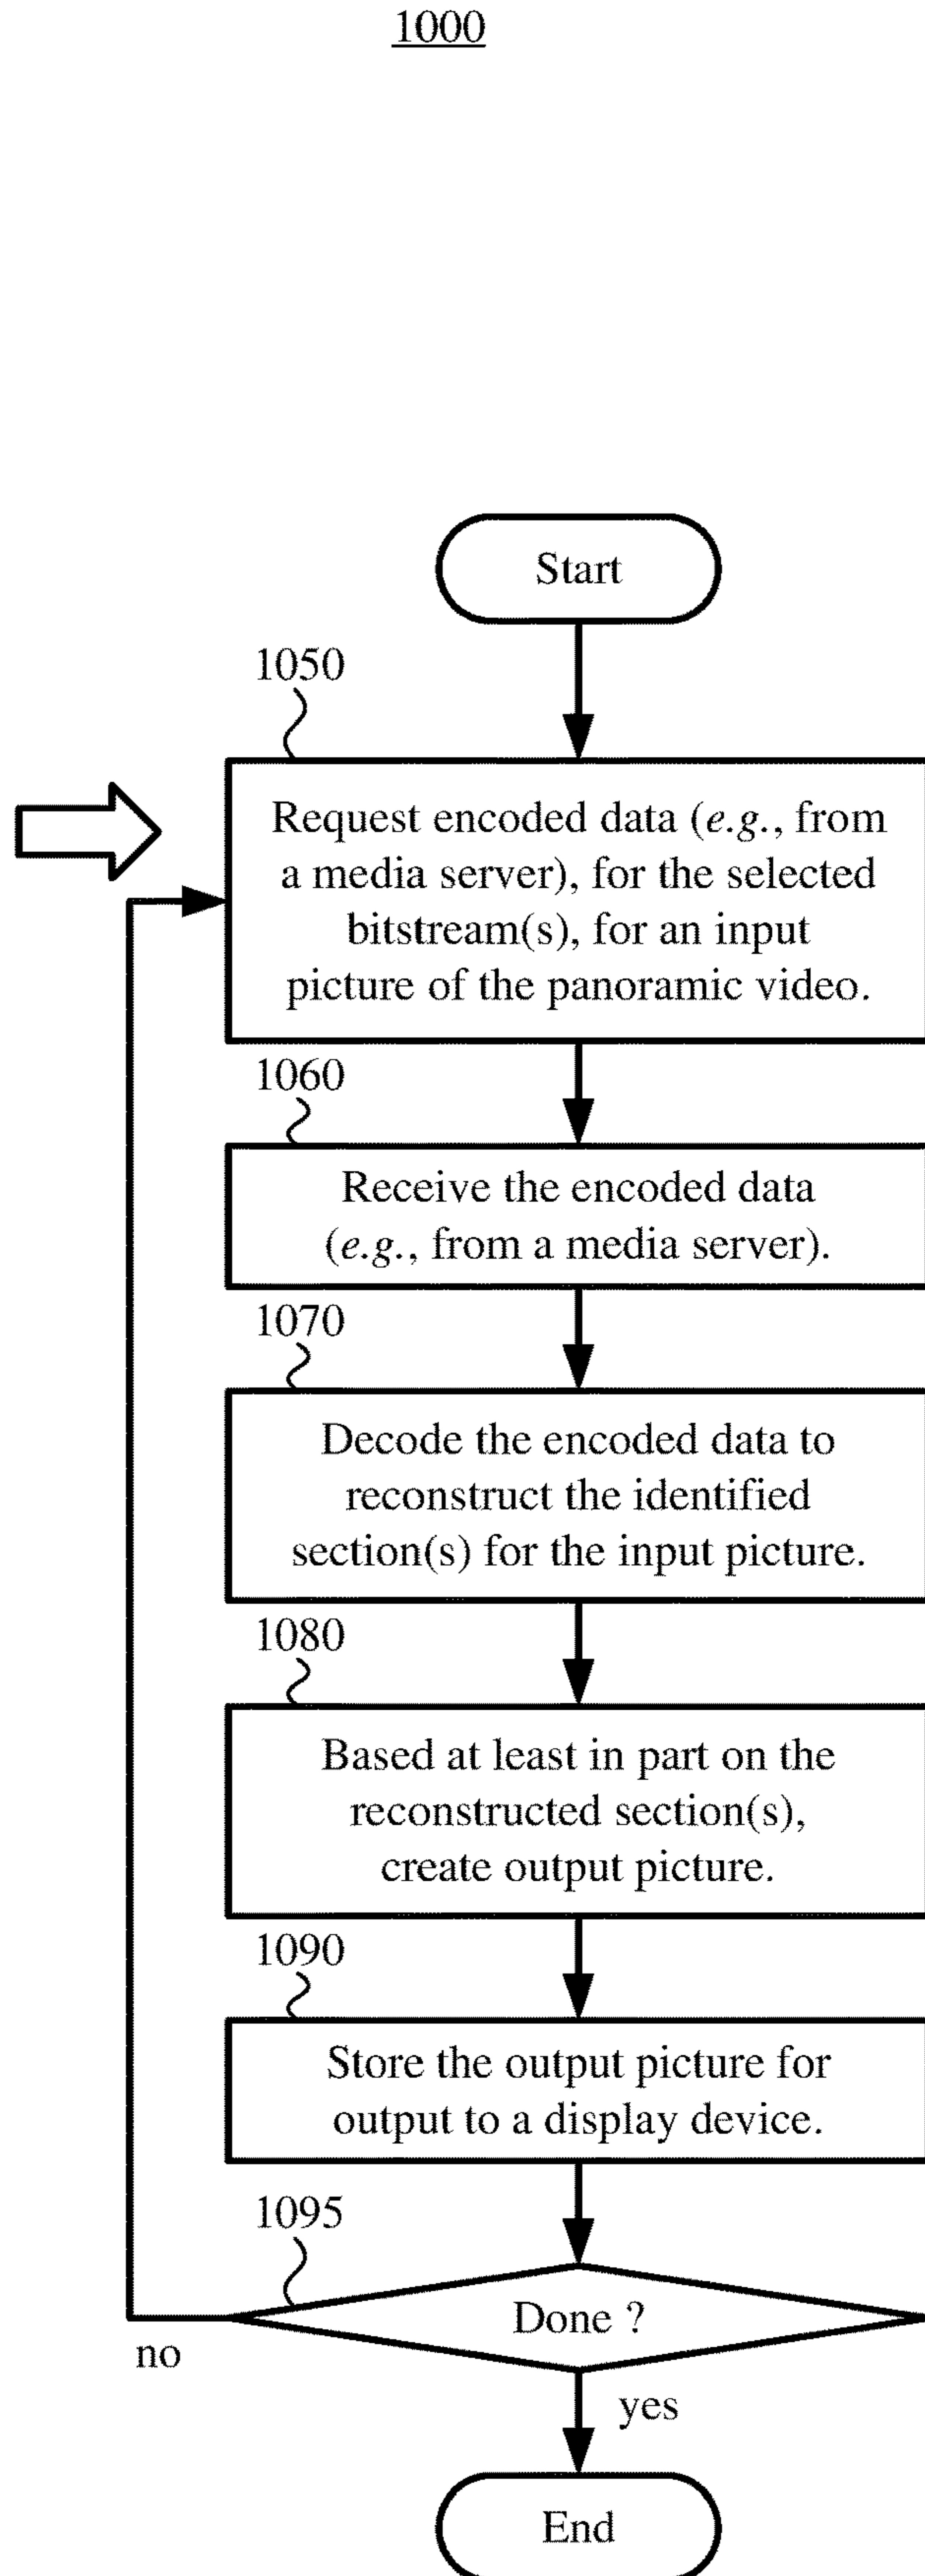 1000
Start
1050
Request encoded data (e.g., from
a media server), for the selected
bitstream(s), for an input
picture of the panoramic video.
1060
Receive the encoded data
(e.g., from a media server).
1070
Decode the encoded data to
reconstruct the identified
section(s) for the input picture.
1080
Based at least in part on the
reconstructed section(s),
create output picture.
1090
Store the output picture for
output to a display device.
1095
Done ?
no
yes
End